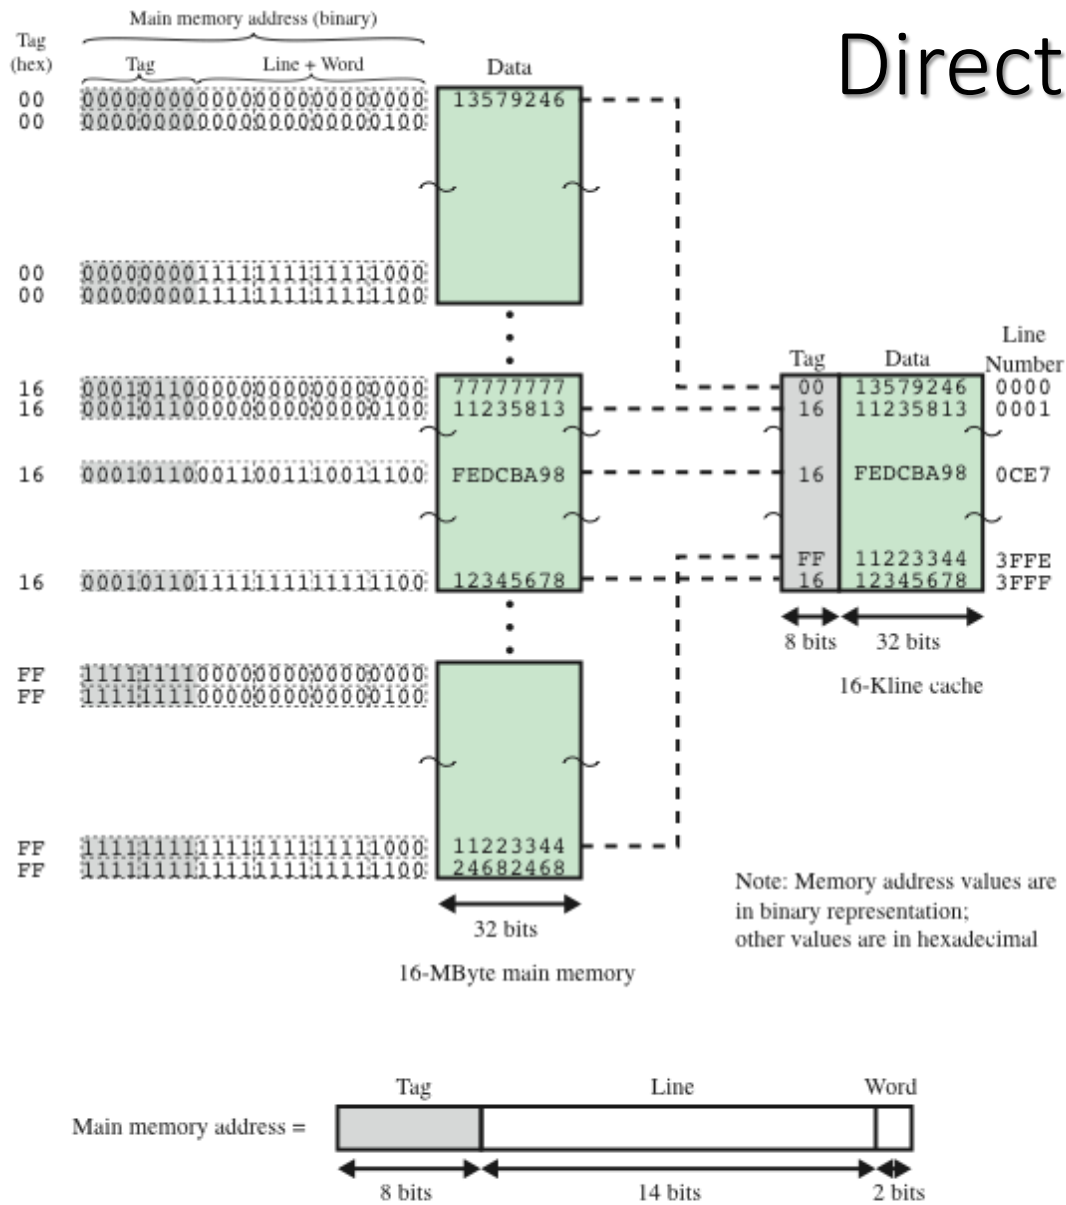 Direct
Main memory address (binary)
Tag
(hex)
Tag Line + Word Data
00 000000000000000000000000 13579246
00 000000000000000000000100
00 000000001111111111111000
00 000000001111111111111100
Tag Data Line
Number
16 000101100000000000000000 77777777 00 13579246 0000
16 000101100000000000000100 11235813 16 11235813 0001
16 000101100011001110011100 FEDCBA98 16 FEDCBA98 0CE7
FF 11223344 3FFE
16 000101101111111111111100 12345678 16 12345678 3FFF
8 bits 32 bits
16-Kline cache
FF 111111110000000000000000
FF 111111110000000000000100
FF 111111111111111111111000 11223344
FF 111111111111111111111100 24682468
32 bits
16-MByte main memory
Note: Memory address values are
in binary representation;
other values are in hexadecimal
Tag Line Word
Main memory address =
8 bits 14 bits 2 bits